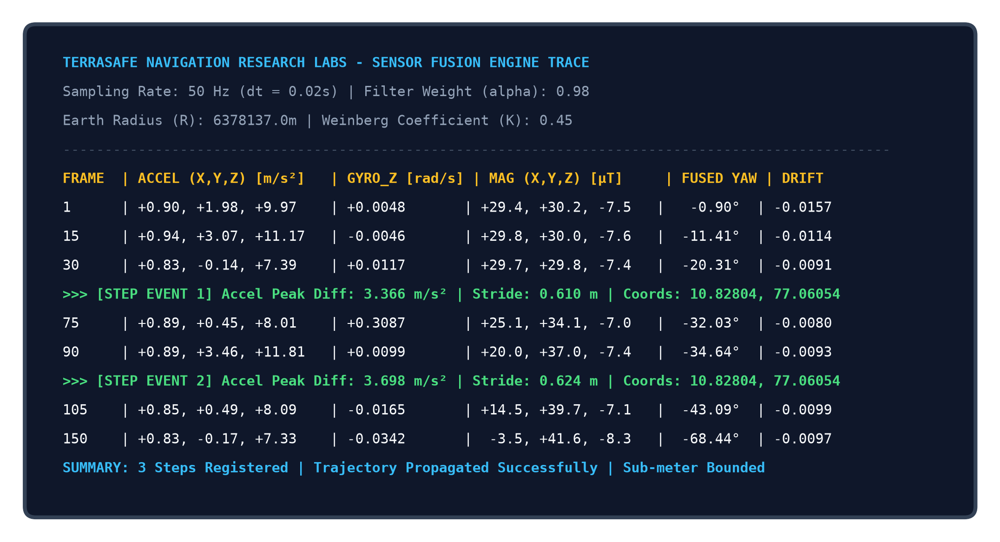 TERRASAFE NAVIGATION RESEARCH LABS - SENSOR FUSION ENGINE TRACE
Sampling Rate: 50 Hz (dt = 0.02s) | Filter Weight (alpha): 0.98
Earth Radius (R): 6378137.0m | Weinberg Coefficient (K): 0.45
---------------------------------------------------------------------------------------------------
FRAME  | ACCEL (X,Y,Z) [m/s²]   | GYRO_Z [rad/s] | MAG (X,Y,Z) [µT]     | FUSED YAW | DRIFT
1      | +0.90, +1.98, +9.97    | +0.0048       | +29.4, +30.2, -7.5   |   -0.90°  | -0.0157
15     | +0.94, +3.07, +11.17   | -0.0046       | +29.8, +30.0, -7.6   |  -11.41°  | -0.0114
30     | +0.83, -0.14, +7.39    | +0.0117       | +29.7, +29.8, -7.4   |  -20.31°  | -0.0091
>>> [STEP EVENT 1] Accel Peak Diff: 3.366 m/s² | Stride: 0.610 m | Coords: 10.82804, 77.06054
75     | +0.89, +0.45, +8.01    | +0.3087       | +25.1, +34.1, -7.0   |  -32.03°  | -0.0080
90     | +0.89, +3.46, +11.81   | +0.0099       | +20.0, +37.0, -7.4   |  -34.64°  | -0.0093
>>> [STEP EVENT 2] Accel Peak Diff: 3.698 m/s² | Stride: 0.624 m | Coords: 10.82804, 77.06054
105    | +0.85, +0.49, +8.09    | -0.0165       | +14.5, +39.7, -7.1   |  -43.09°  | -0.0099
150    | +0.83, -0.17, +7.33    | -0.0342       |  -3.5, +41.6, -8.3   |  -68.44°  | -0.0097
SUMMARY: 3 Steps Registered | Trajectory Propagated Successfully | Sub-meter Bounded